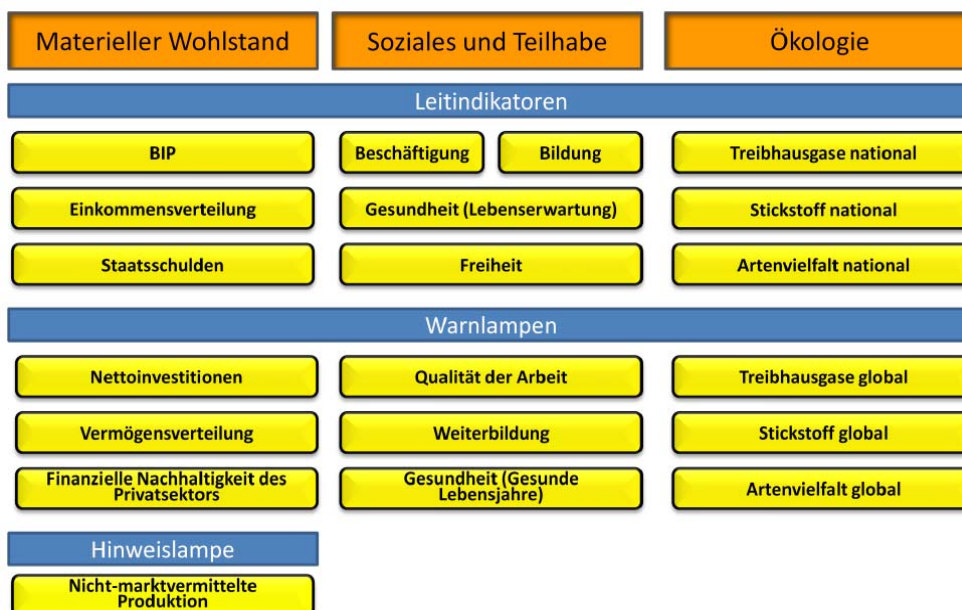 Materieller Wohlstand
Soziales und Teilhabe
Ökologie
Leitindikatoren
BIP
Beschäftigung
Bildung
Treibhausgase national
Einkommensverteilung
Gesundheit (Lebenserwartung)
Stickstoff national
Staatsschulden
Freiheit
Artenvielfalt national
Warnlampen
Nettoinvestitionen
Qualität der Arbeit
Treibhausgase global
Vermögensverteilung
Weiterbildung
Stickstoff global
Finanzielle Nachhaltigkeit des
Privatsektors
Gesundheit (Gesunde
Lebensjahre)
Artenvielfalt global
Hinweislampe
Nicht-marktvermittelte
Produktion